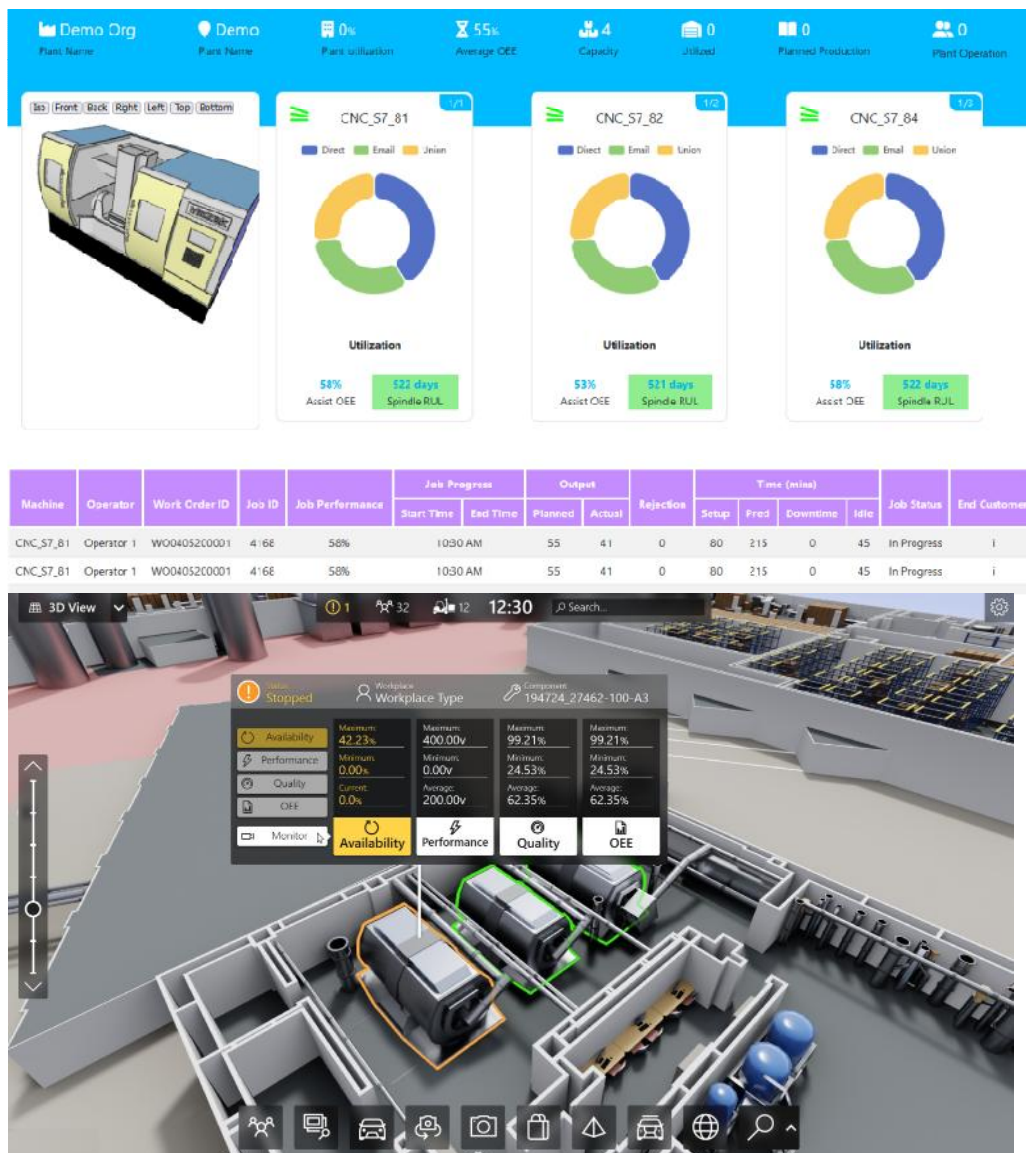 Demo Org Demo 0% 55% 4 0 0 0
Plant Name Plant Name Plant utilization Average OEE Capacity Utilized Planned Production Plant Operation
Iso Front Back Right Left Top Bottom
1/1
CNC_S7_81
Direct Email Union
Utilization
58% 522 days
Assist OEE Spindle RUL
1/2
CNC_S7_82
Direct Email Union
Utilization
53% 521 days
Assist OEE Spindle RUL
1/3
CNC_S7_84
Direct Email Union
Utilization
58% 522 days
Assist OEE Spindle RUL
Job Progress Output Time (mins)
Machine Operator Work Order ID Job ID Job Performance Rejection Job Status End Customer
Start Time End Time Planned Actual Setup Pred Downtime Idle
CNC_S7_81 Operator 1 WO0405200001 4168 58% 10:30 AM 55 41 0 80 215 0 45 In Progress i
CNC_S7_81 Operator 1 WO0405200001 4168 58% 10:30 AM 55 41 0 80 215 0 45 In Progress i
3D View 1 32 12 12:30 Search...
Status Workplace Component
Stopped Workplace Type 194724_27462-100-A3
Availability
Performance
Quality
OEE
Monitor
Maximum: Maximum: Maximum: Maximum:
42.23% 400.00v 99.21% 99.21%
Minimum: Minimum: Minimum: Minimum:
0.00% 0.00v 24.53% 24.53%
Current: Average: Average: Average:
0.0% 200.00v 62.35% 62.35%
Availability Performance Quality OEE